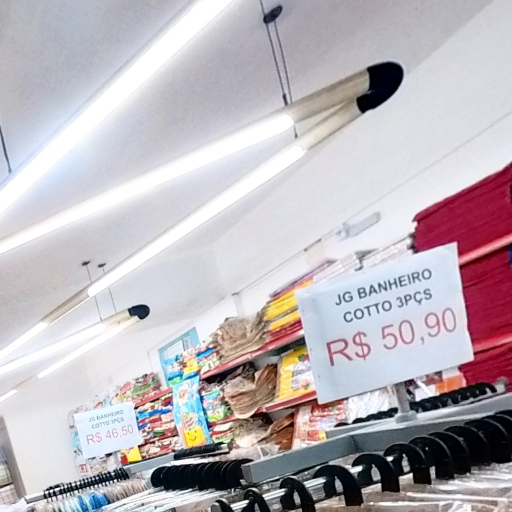 JG BANHEIRO
COTTO 3PÇS
R$ 50,90
JG BANHEIRO
COTTO 3PÇS
R$ 46,50